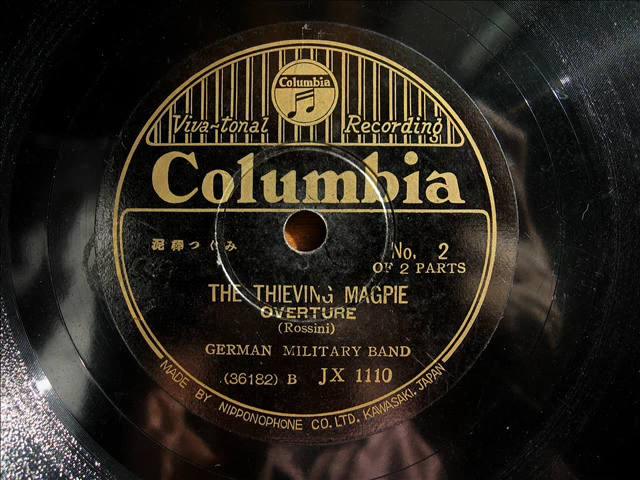 Columbia
Viva-tonal Recording
Columbia
泥棒つぐみ
No. 2
OF 2 PARTS
THE THIEVING MAGPIE
OVERTURE
(Rossini)
GERMAN MILITARY BAND
(36182) B JX 1110
MADE BY NIPPONOPHONE CO. LTD. KAWASAKI, JAPAN